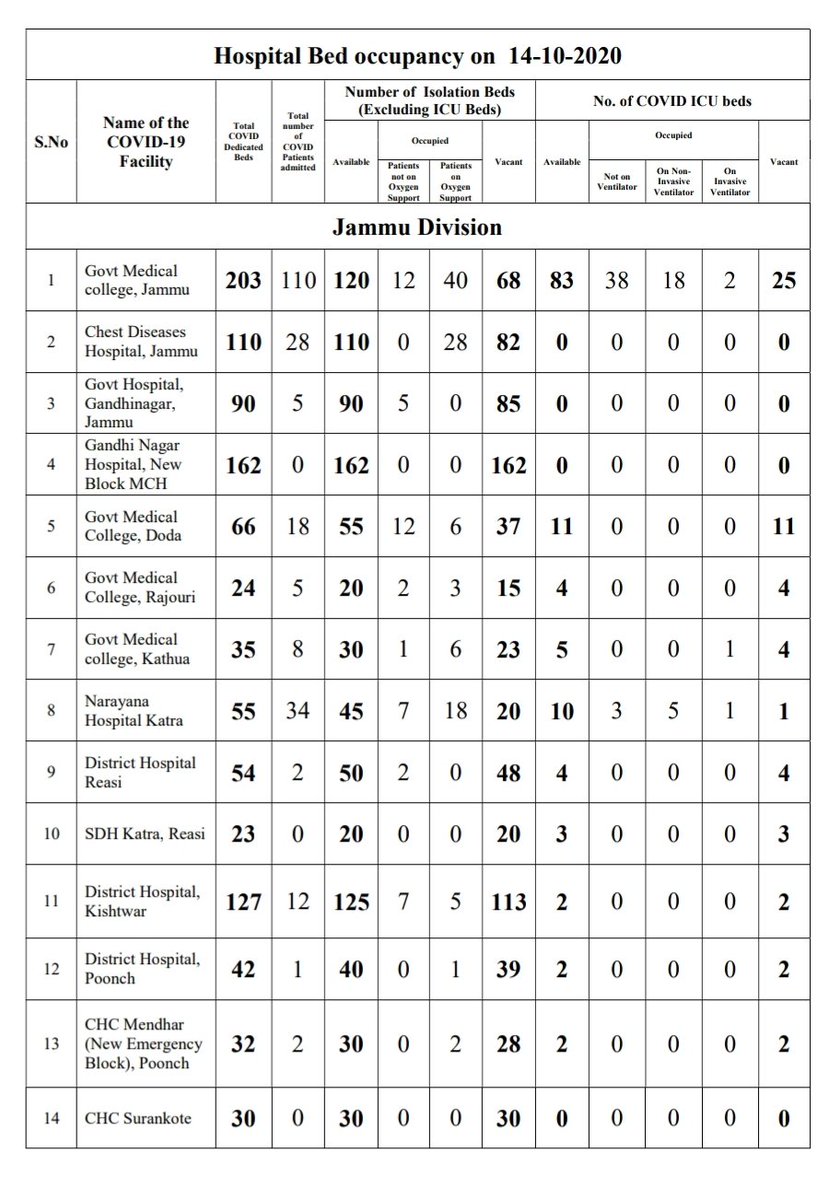 Hospital Bed occupancy on 14-10-2020
S.No
Name of the
COVID-19
Facility
Total
COVID
Dedicated
Beds
Total
number
of
COVID
Patients
admitted
Number of Isolation Beds
(Excluding ICU Beds)
No. of COVID ICU beds
Available
Occupied
Vacant
Available
Occupied
Vacant
Patients
not on
Oxygen
Support
Patients
on
Oxygen
Support
Not on
Ventilator
On Non-
Invasive
Ventilator
On
Invasive
Ventilator
Jammu Division
1 Govt Medical
college, Jammu 203 110 120 12 40 68 83 38 18 2 25
2 Chest Diseases
Hospital, Jammu 110 28 110 0 28 82 0 0 0 0 0
3 Govt Hospital,
Gandhinagar,
Jammu 90 5 90 5 0 85 0 0 0 0 0
4 Gandhi Nagar
Hospital, New
Block MCH 162 0 162 0 0 162 0 0 0 0 0
5 Govt Medical
College, Doda 66 18 55 12 6 37 11 0 0 0 11
6 Govt Medical
College, Rajouri 24 5 20 2 3 15 4 0 0 0 4
7 Govt Medical
college, Kathua 35 8 30 1 6 23 5 0 0 1 4
8 Narayana
Hospital Katra 55 34 45 7 18 20 10 3 5 1 1
9 District Hospital
Reasi 54 2 50 2 0 48 4 0 0 0 4
10 SDH Katra, Reasi 23 0 20 0 0 20 3 0 0 0 3
11 District Hospital,
Kishtwar 127 12 125 7 5 113 2 0 0 0 2
12 District Hospital,
Poonch 42 1 40 0 1 39 2 0 0 0 2
13 CHC Mendhar
(New Emergency
Block), Poonch 32 2 30 0 2 28 2 0 0 0 2
14 CHC Surankote 30 0 30 0 0 30 0 0 0 0 0